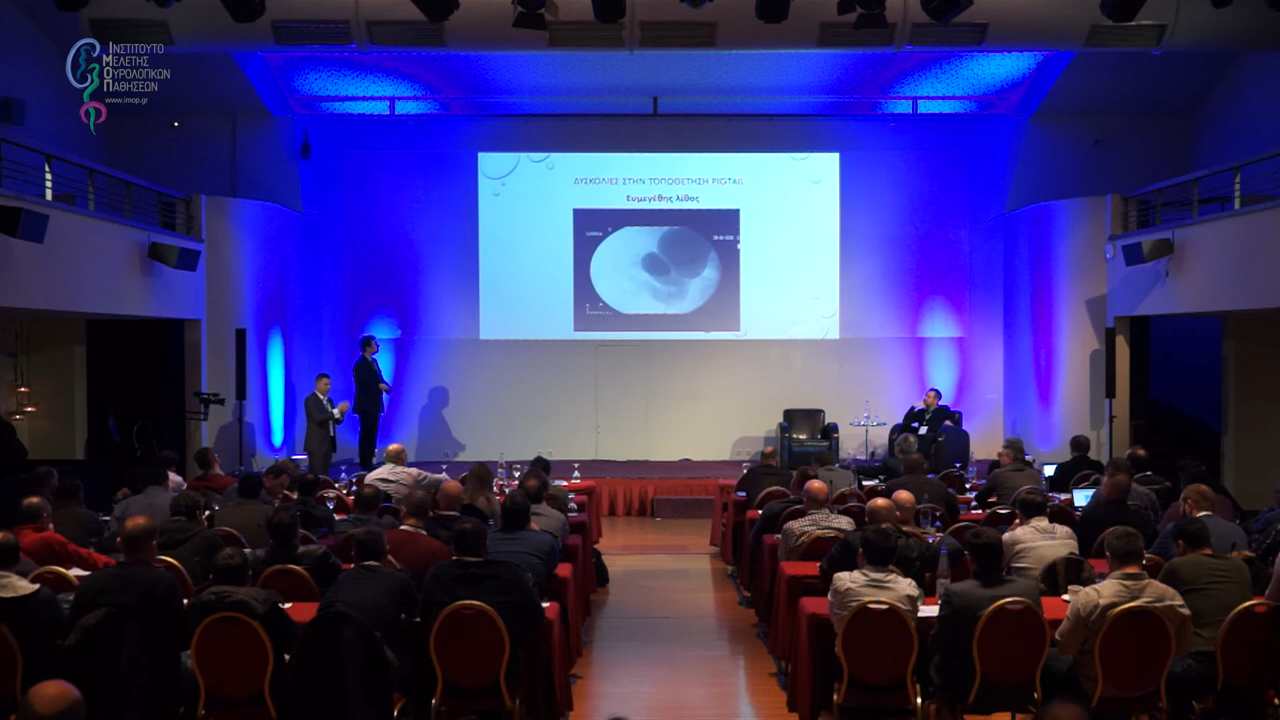 ΙΝΣΤΙΤΟΥΤΟ
ΜΕΛΕΤΗΣ
ΟΥΡΟΛΟΓΙΚΩΝ
ΠΑΘΗΣΕΩΝ
www.imop.gr
ΔΥΣΚΟΛΙΕΣ ΣΤΗΝ ΤΟΠΟΘΕΤΗΣΗ PIGTAIL
Ευμεγέθης λίθος